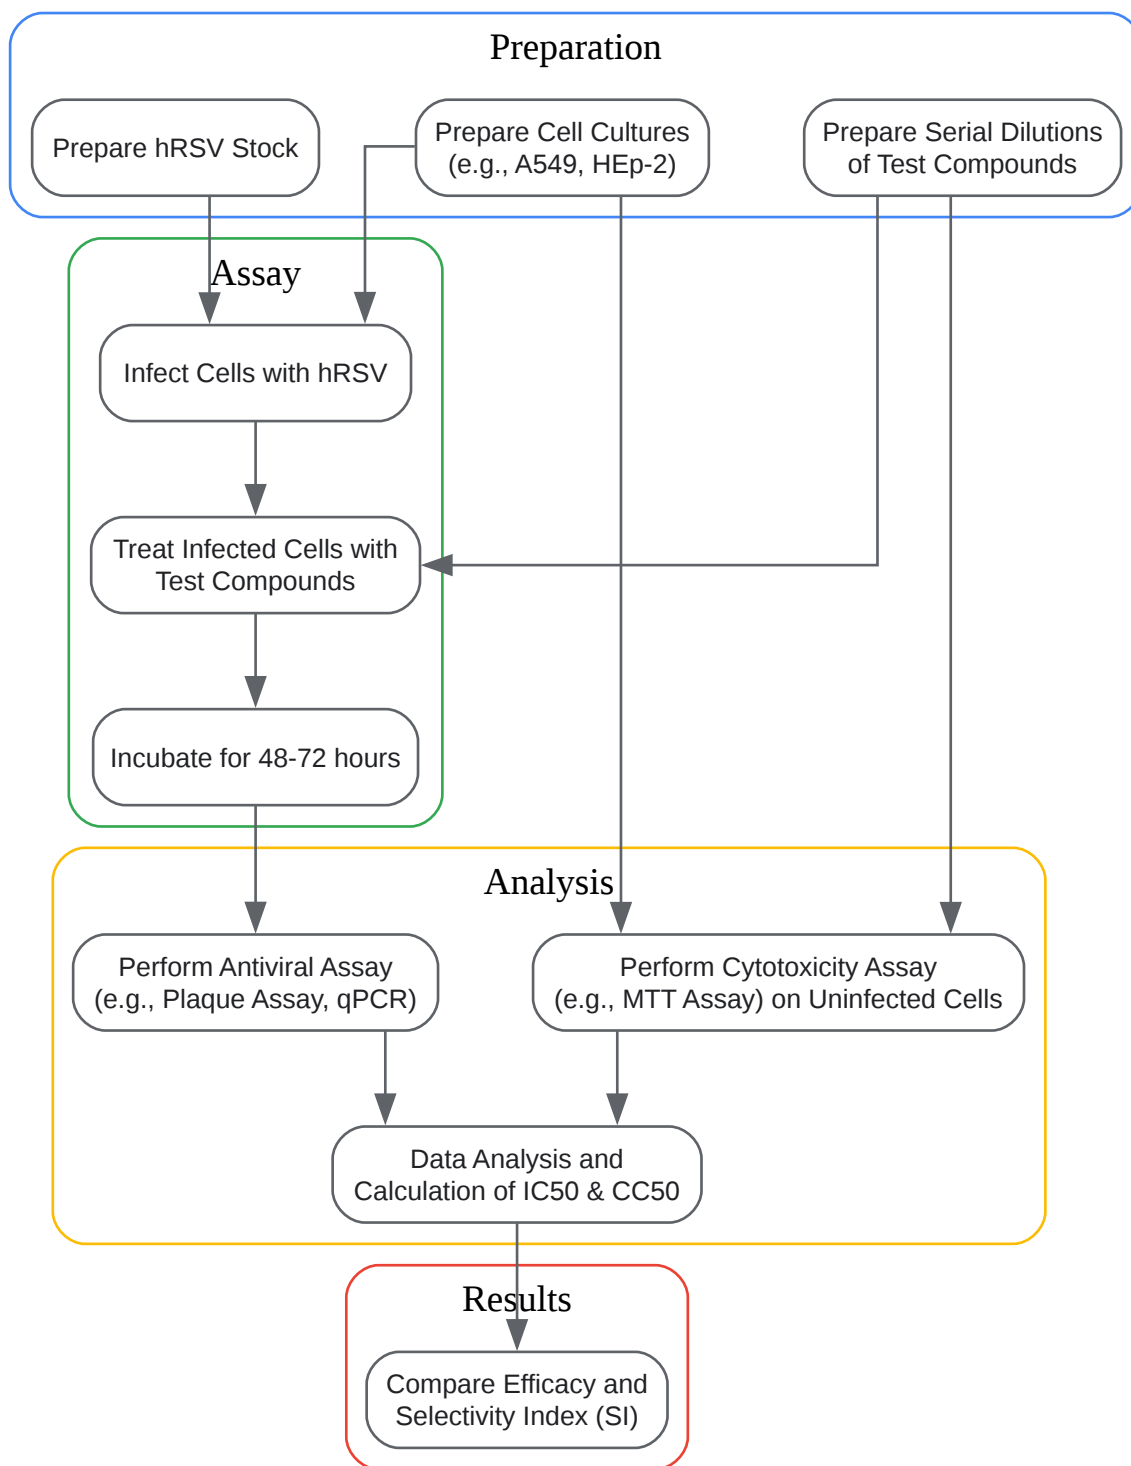 Preparation
Prepare hRSV Stock
Prepare Cell Cultures
(e.g., A549, HEp-2)
Prepare Serial Dilutions
of Test Compounds
Assay
Infect Cells with hRSV
Treat Infected Cells with
Test Compounds
Incubate for 48-72 hours
Analysis
Perform Antiviral Assay
(e.g., Plaque Assay, qPCR)
Perform Cytotoxicity Assay
(e.g., MTT Assay) on Uninfected Cells
Data Analysis and
Calculation of IC50 & CC50
Results
Compare Efficacy and
Selectivity Index (SI)